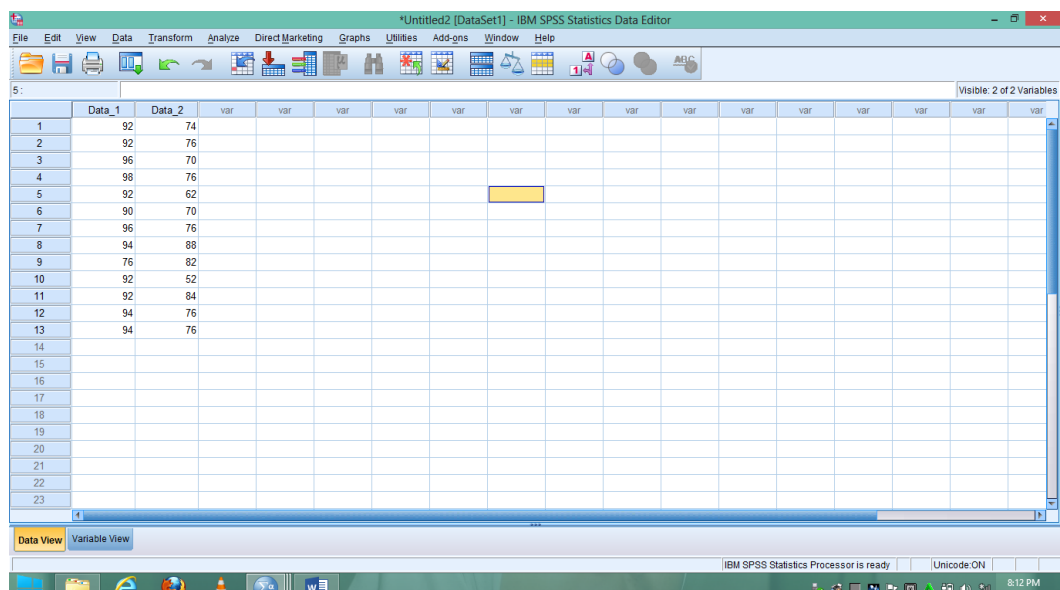 *Untitled2 [DataSet1] - IBM SPSS Statistics Data Editor
File Edit View Data Transform Analyze Direct Marketing Graphs Utilities Add-ons Window Help
5 : Visible: 2 of 2 Variables
Data_1 Data_2 var var var var var var var var var var var var var var var
1 92 74
2 92 76
3 96 70
4 98 76
5 92 62
6 90 70
7 96 76
8 94 88
9 76 82
10 92 52
11 92 84
12 94 76
13 94 76
14
15
16
17
18
19
20
21
22
23
Data View Variable View
IBM SPSS Statistics Processor is ready Unicode:ON
8:12 PM